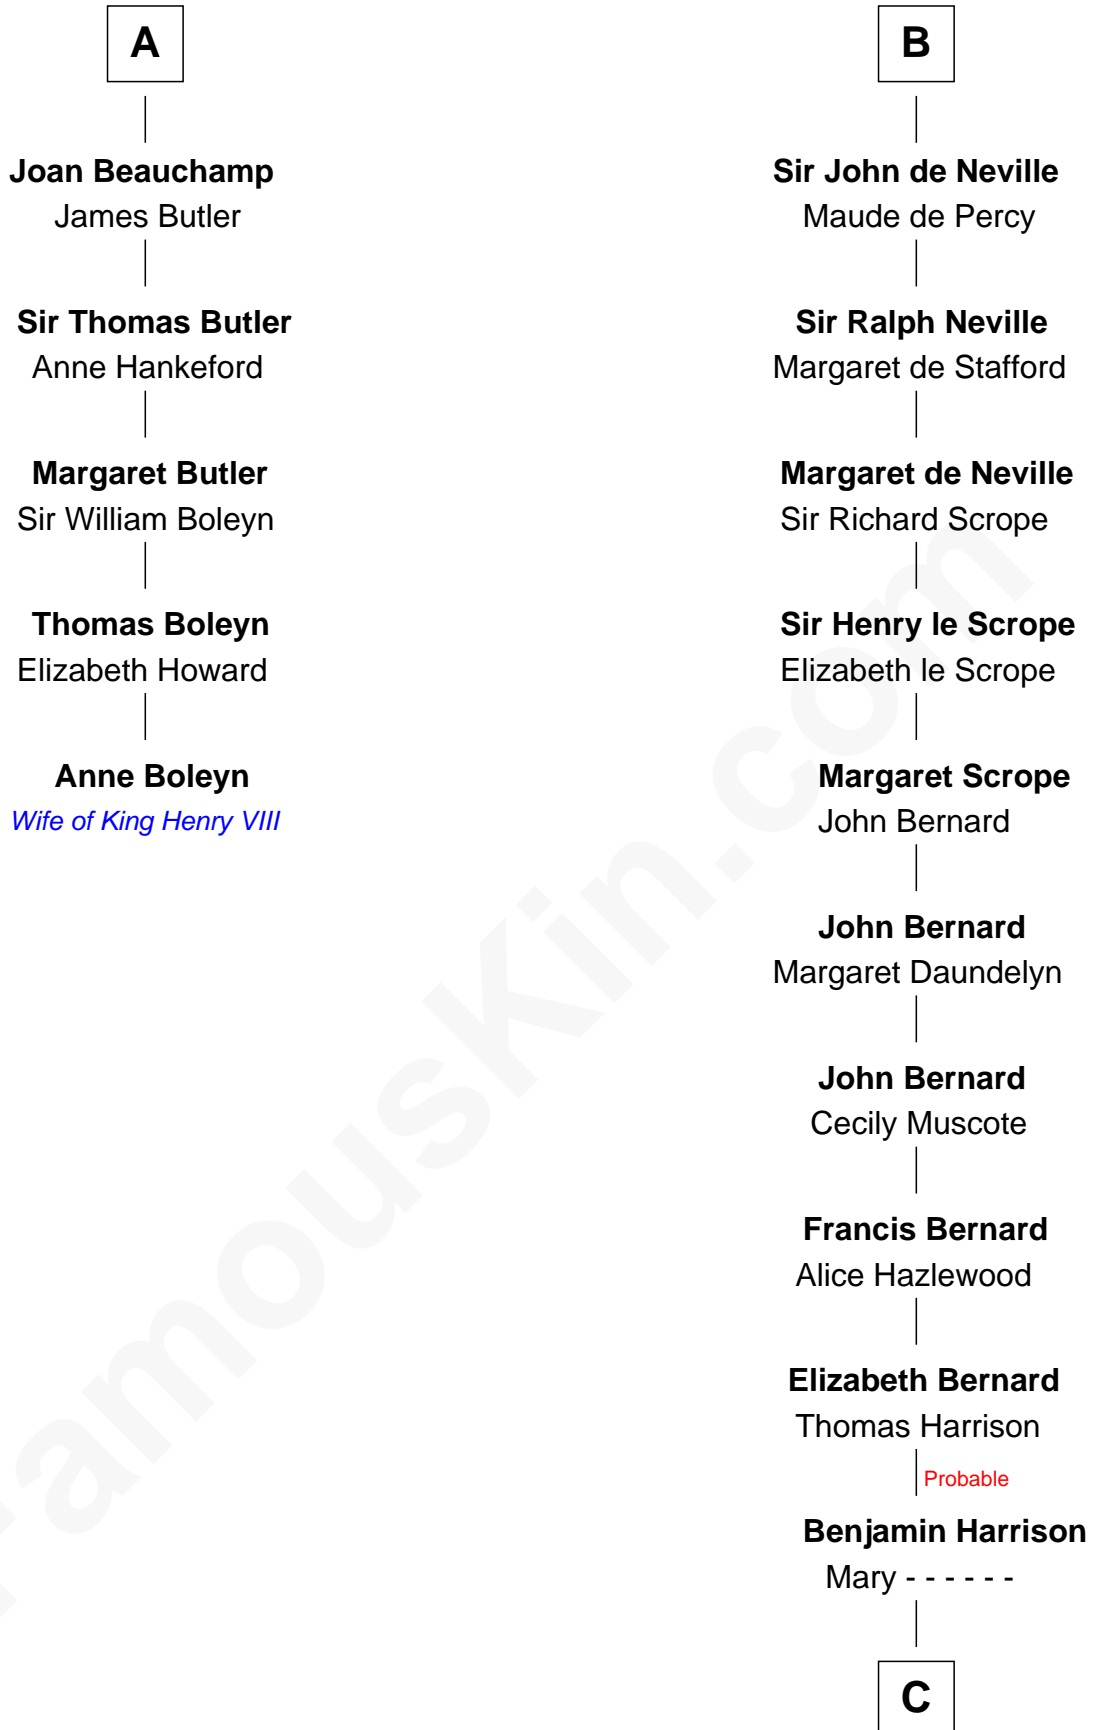 A
Joan Beauchamp
James Butler
Sir Thomas Butler
Anne Hankeford
Margaret Butler
Sir William Boleyn
Thomas Boleyn
Elizabeth Howard
Anne Boleyn
Wife of King Henry VIII
B
Sir John de Neville
Maude de Percy
Sir Ralph Neville
Margaret de Stafford
Margaret de Neville
Sir Richard Scrope
Sir Henry le Scrope
Elizabeth le Scrope
Margaret Scrope
John Bernard
John Bernard
Margaret Daundelyn
John Bernard
Cecily Muscote
Francis Bernard
Alice Hazlewood
Elizabeth Bernard
Thomas Harrison
Probable
Benjamin Harrison
Mary - - - - - -
C
FamousKin.com